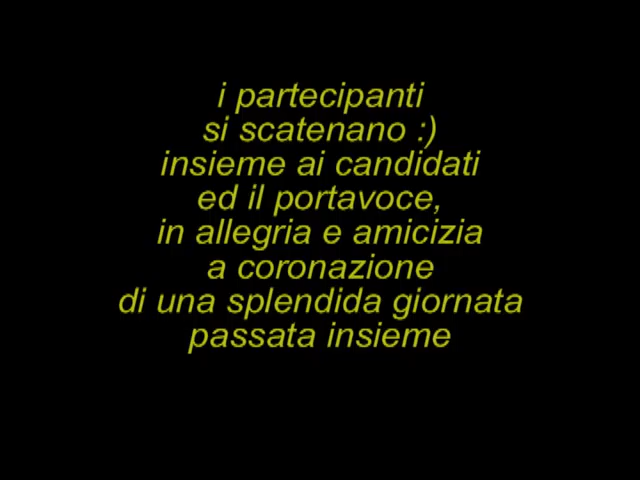 i partecipanti
si scatenano :)
insieme ai candidati
ed il portavoce,
in allegria e amicizia
a coronazione
di una splendida giornata
passata insieme